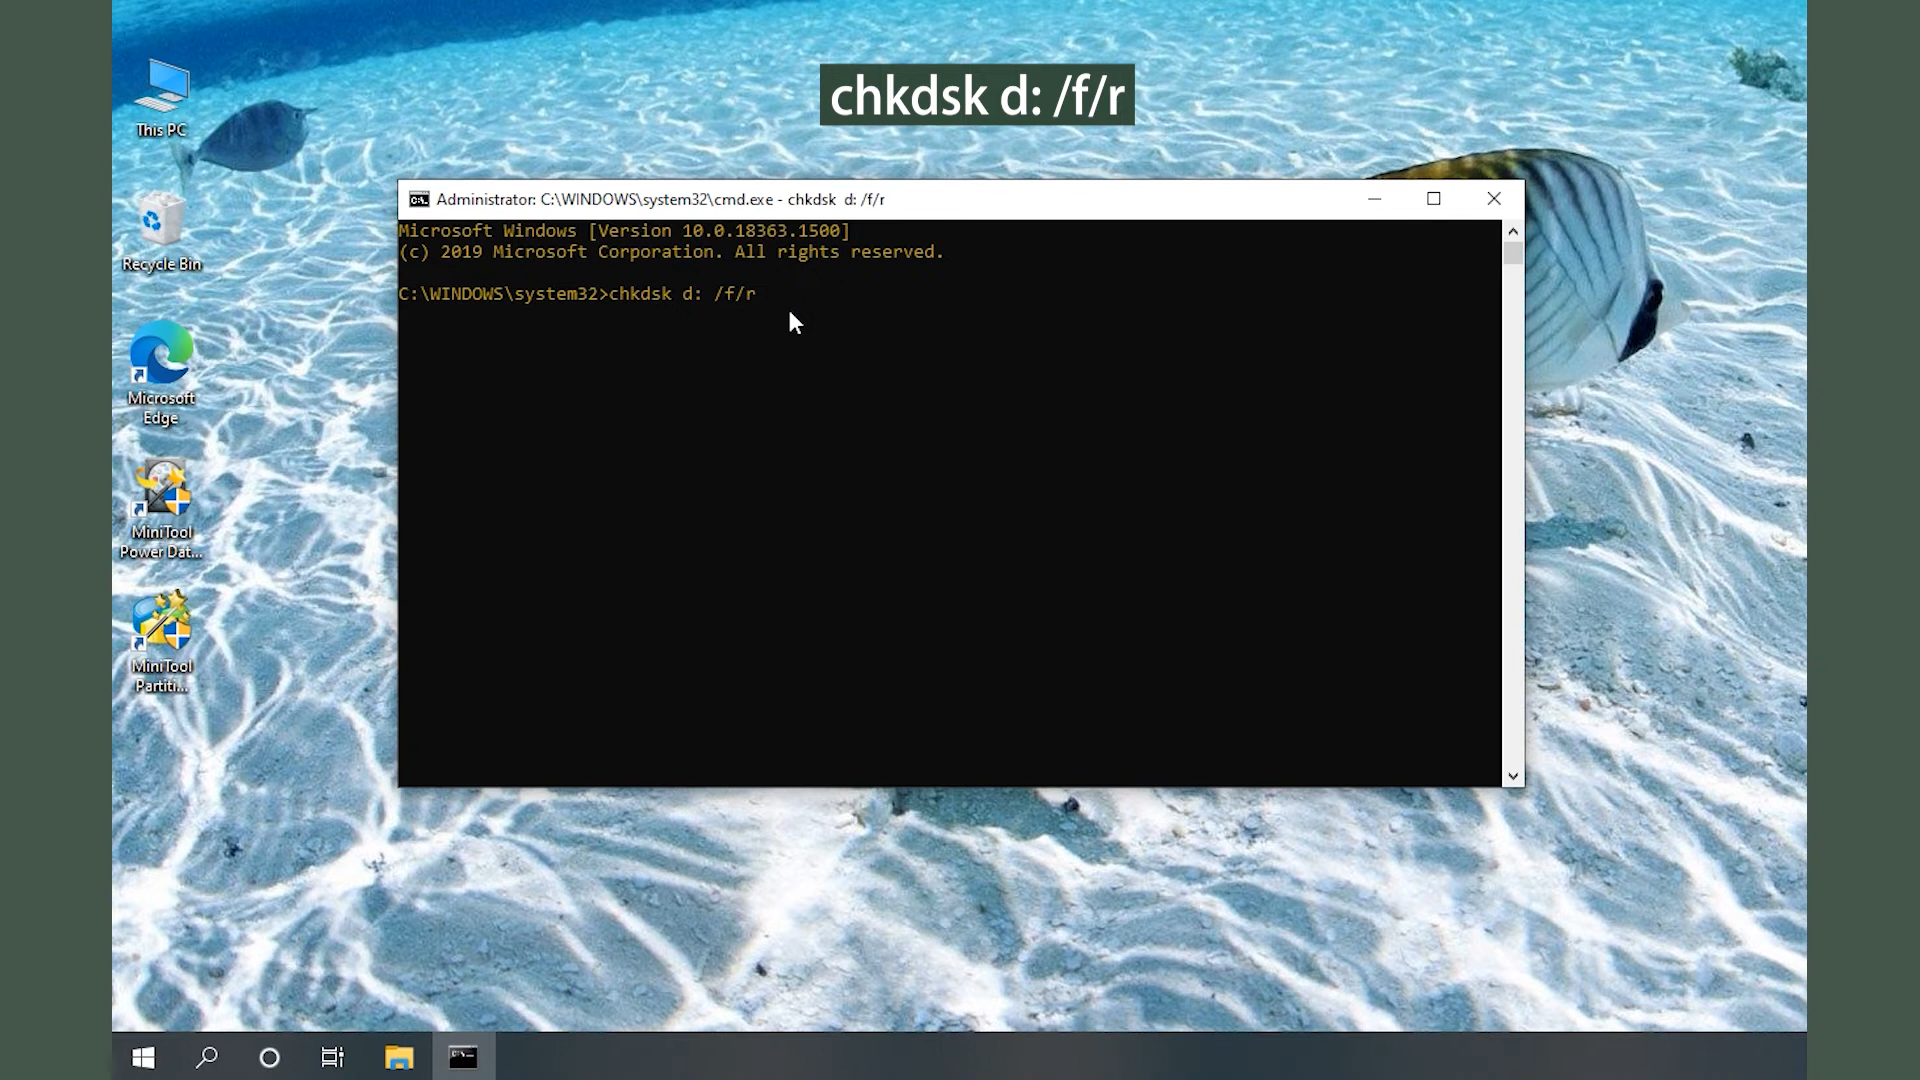 chkdsk d: /f/r
This PC
Recycle Bin
Microsoft
Edge
MiniTool
Power Dat...
MiniTool
Partiti...
Administrator: C:\WINDOWS\system32\cmd.exe - chkdsk  d: /f/r
Microsoft Windows [Version 10.0.18363.1500]
(c) 2019 Microsoft Corporation. All rights reserved.
C:\WINDOWS\system32>chkdsk d: /f/r